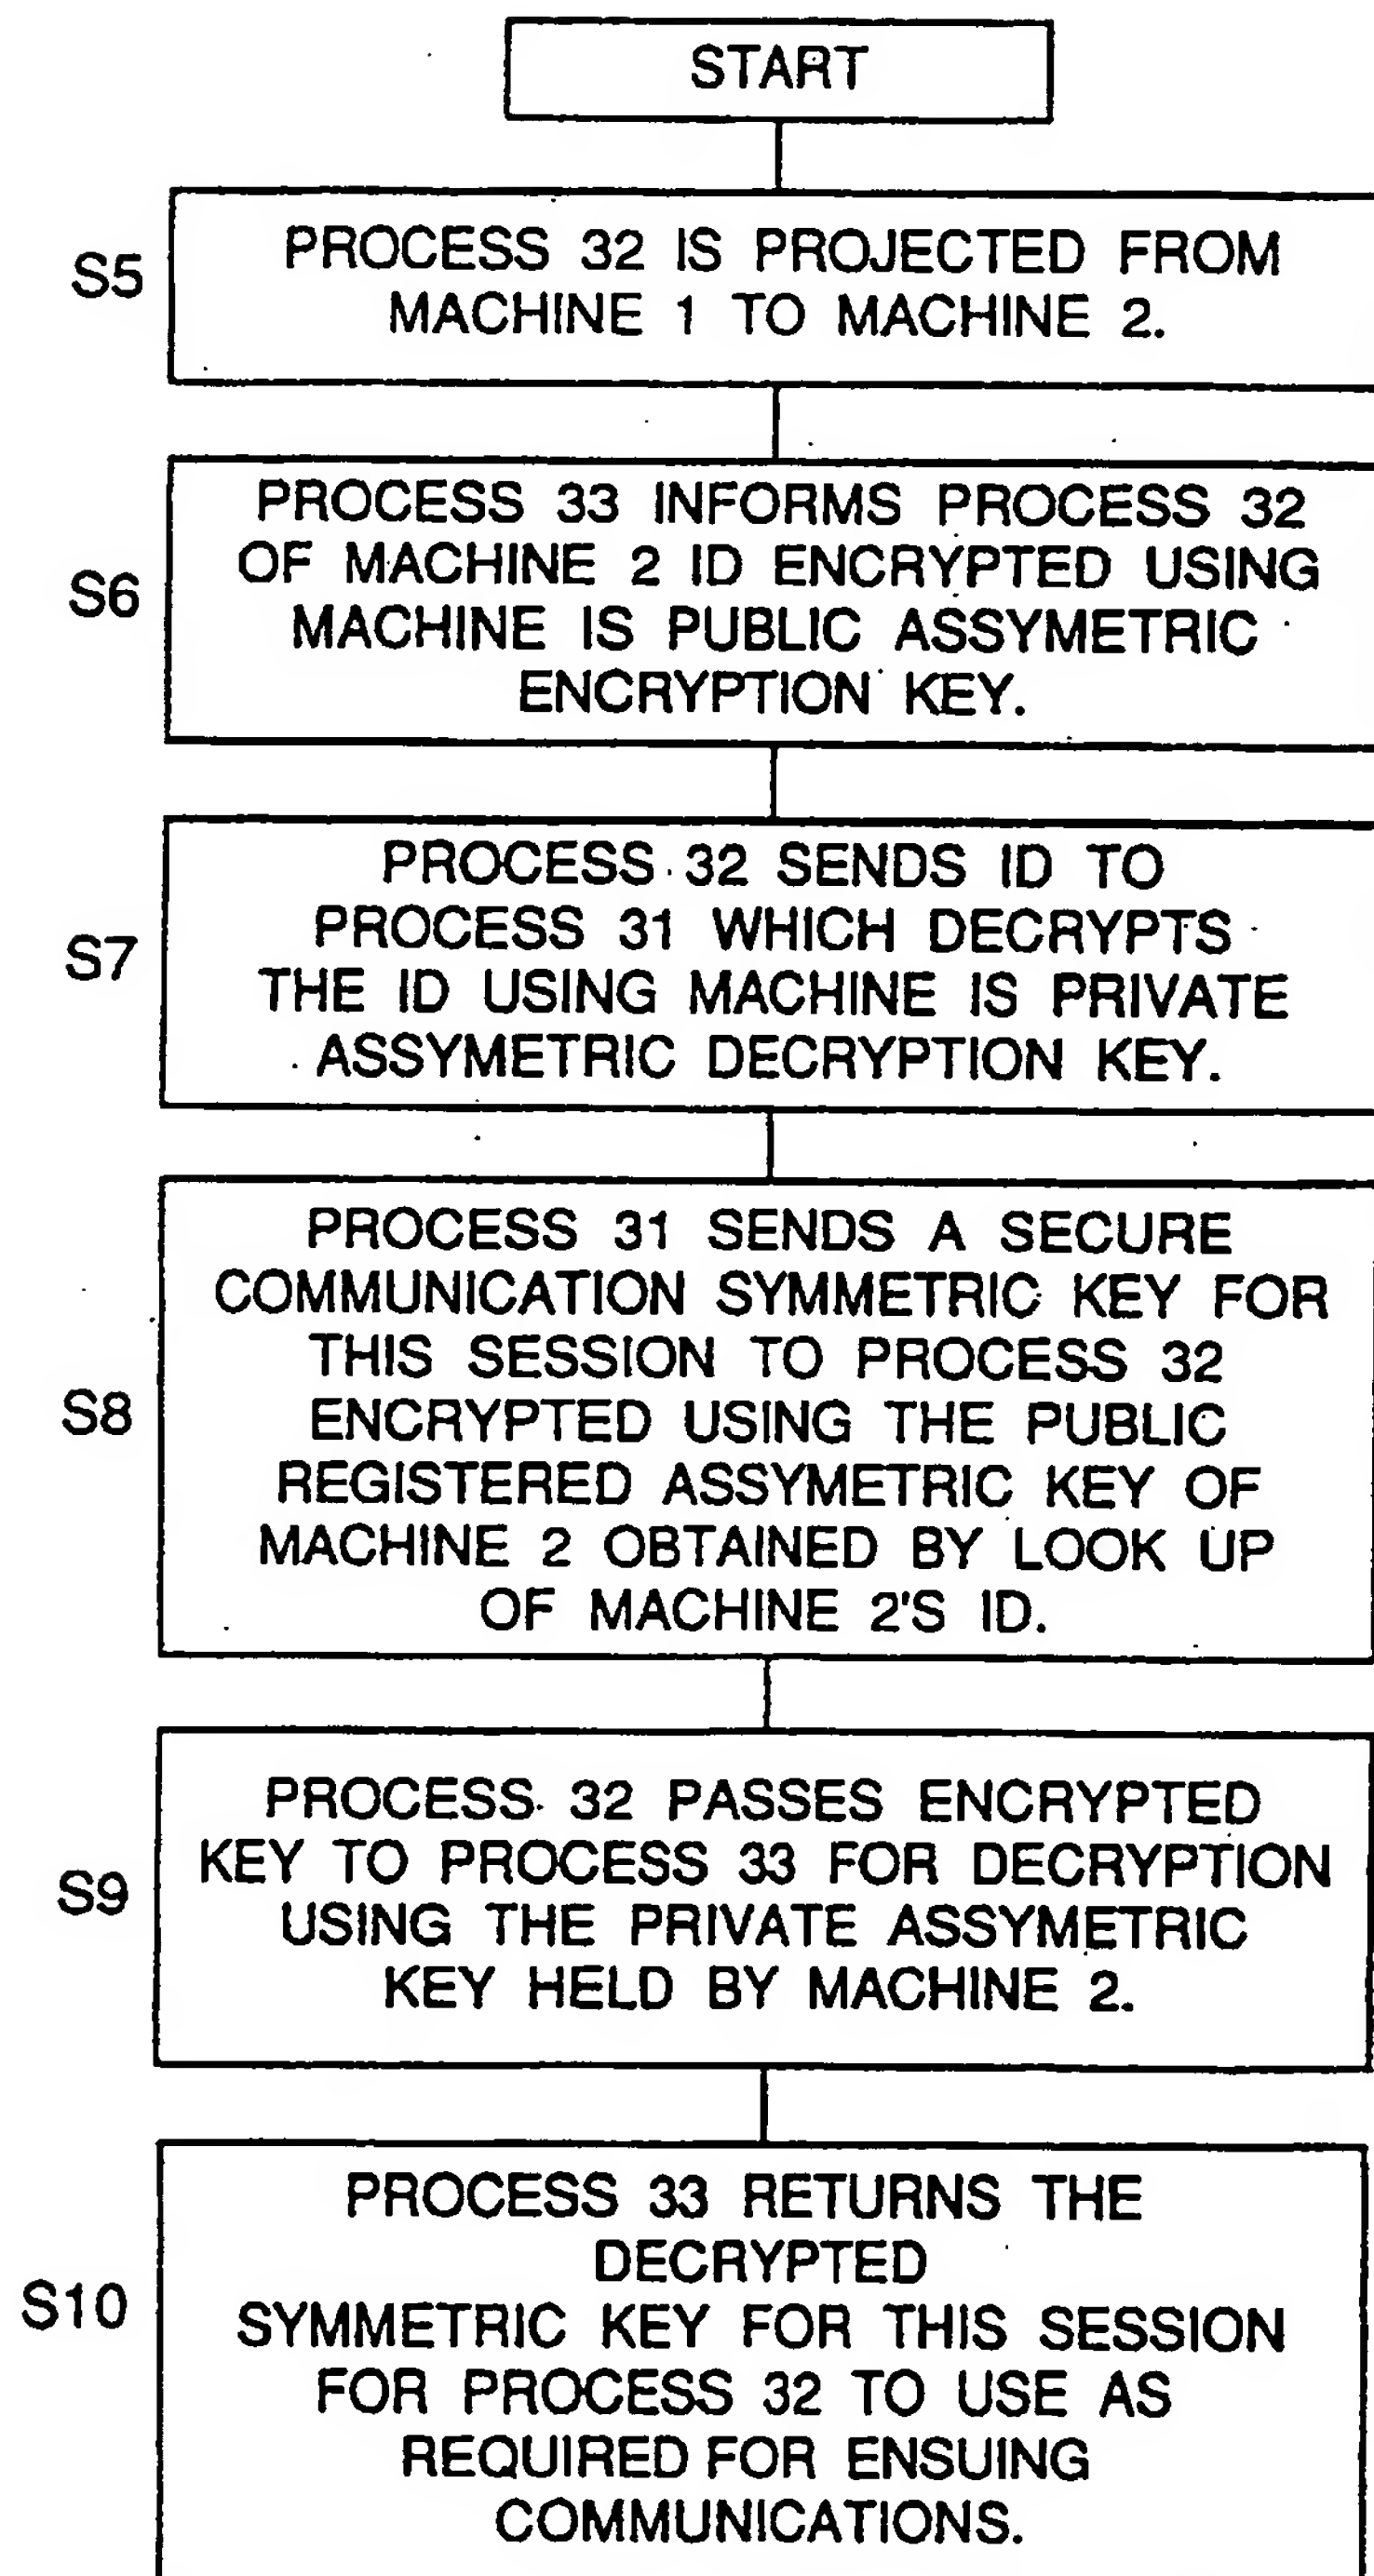 START
S5
PROCESS 32 IS PROJECTED FROM
MACHINE 1 TO MACHINE 2.
S6
PROCESS 33 INFORMS PROCESS 32
OF MACHINE 2 ID ENCRYPTED USING
MACHINE IS PUBLIC ASSYMETRIC
ENCRYPTION KEY.
S7
PROCESS 32 SENDS ID TO
PROCESS 31 WHICH DECRYPTS
THE ID USING MACHINE IS PRIVATE
ASSYMETRIC DECRYPTION KEY.
S8
PROCESS 31 SENDS A SECURE
COMMUNICATION SYMMETRIC KEY FOR
THIS SESSION TO PROCESS 32
ENCRYPTED USING THE PUBLIC
REGISTERED ASSYMETRIC KEY OF
MACHINE 2 OBTAINED BY LOOK UP
OF MACHINE 2'S ID.
S9
PROCESS 32 PASSES ENCRYPTED
KEY TO PROCESS 33 FOR DECRYPTION
USING THE PRIVATE ASSYMETRIC
KEY HELD BY MACHINE 2.
S10
PROCESS 33 RETURNS THE
DECRYPTED
SYMMETRIC KEY FOR THIS SESSION
FOR PROCESS 32 TO USE AS
REQUIRED FOR ENSUING
COMMUNICATIONS.